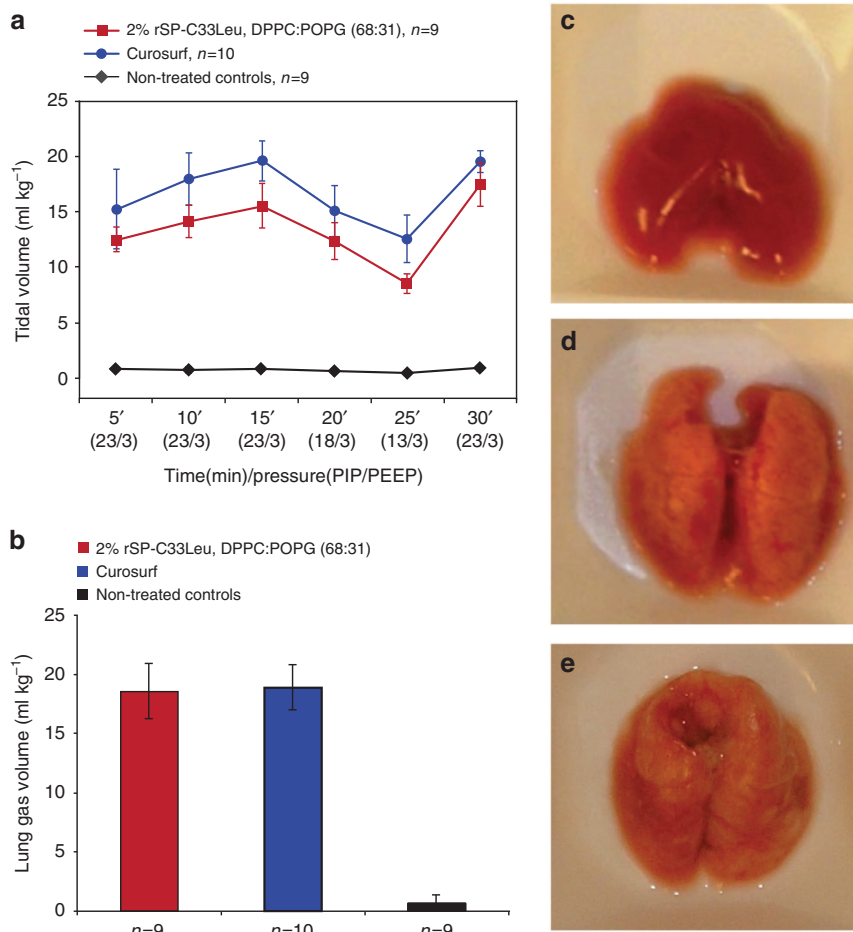 a
2% rSP-C33Leu, DPPC:POPG (68:31), n=9
Curosurf, n=10
Non-treated controls, n=9
25
20
15
10
5
0
Tidal volume (ml kg⁻¹)
5′ 10′ 15′ 20′ 25′ 30′
(23/3) (23/3) (23/3) (18/3) (13/3) (23/3)
Time(min)/pressure(PIP/PEEP)
b
2% rSP-C33Leu, DPPC:POPG (68:31)
Curosurf
Non-treated controls
25
20
15
10
5
0
Lung gas volume (ml kg⁻¹)
n=9 n=10 n=9
c
d
e